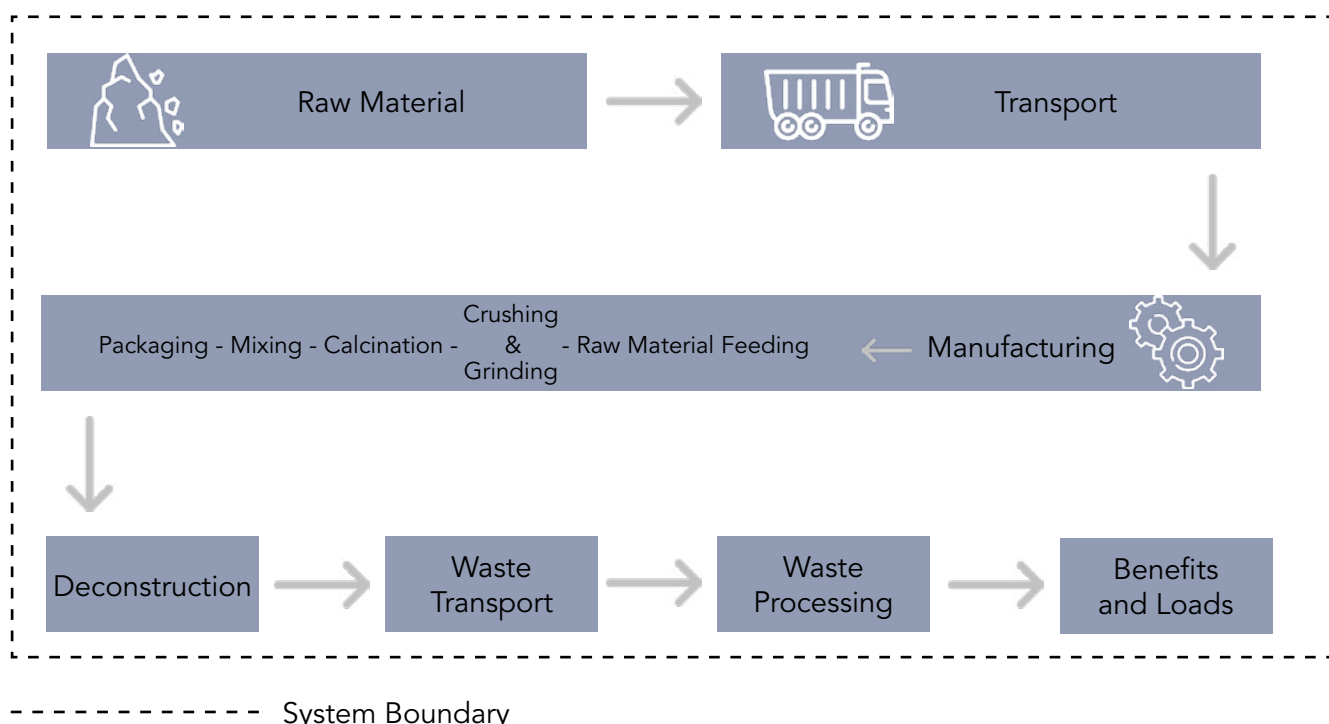 Raw Material
Transport
Packaging - Mixing - Calcination - Crushing & Grinding - Raw Material Feeding
Manufacturing
Deconstruction
Waste
Transport
Waste
Processing
Benefits
and Loads
System Boundary